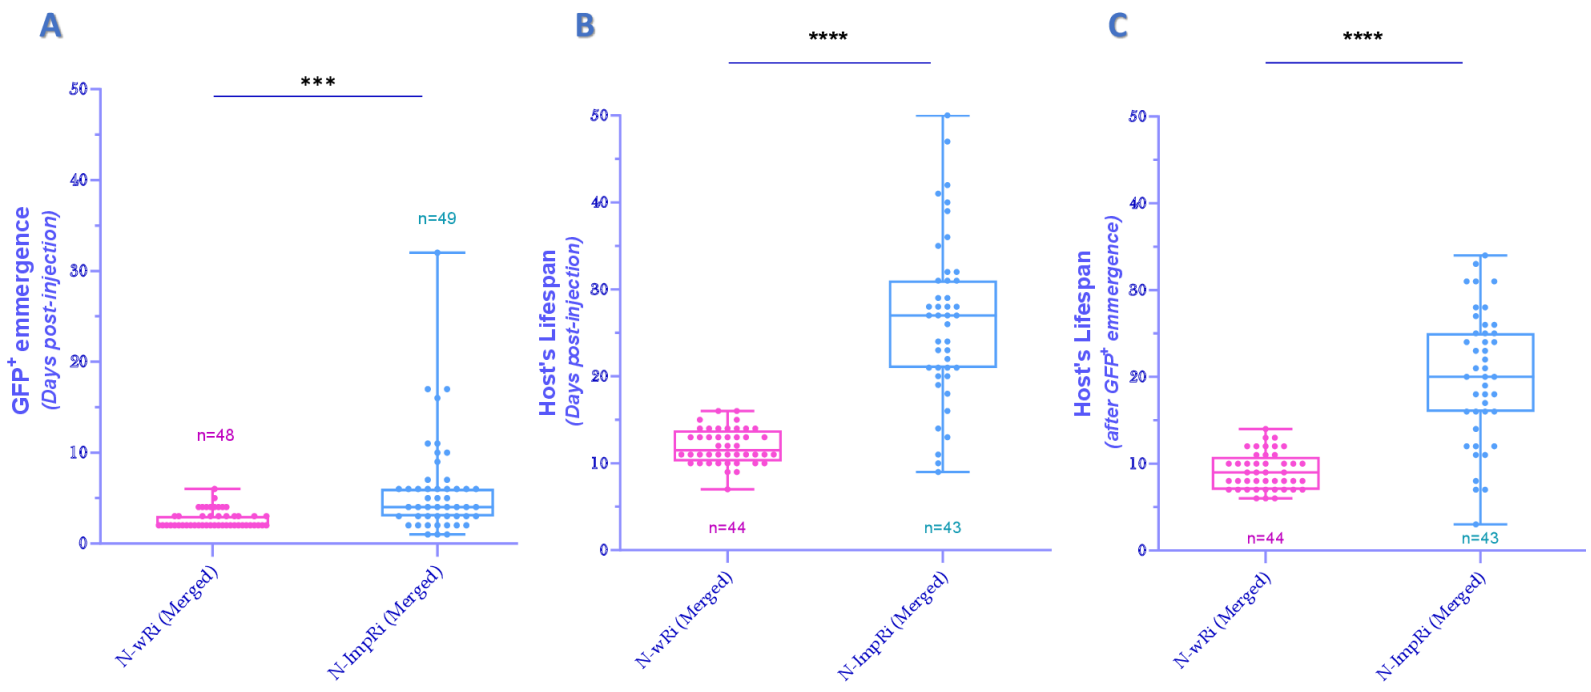 A
***
GFP+ emmergence
(Days post-injection)
50
40
30
20
10
0
n=48
n=49
N-wRi (Merged)
N-ImpRi (Merged)
B
****
Host's Lifespan
(Days post-injection)
50
40
30
20
10
0
n=44
n=43
N-wRi (Merged)
N-ImpRi (Merged)
C
****
Host's Lifespan
(after GFP+ emmergence)
50
40
30
20
10
0
n=44
n=43
N-wRi (Merged)
N-ImpRi (Merged)